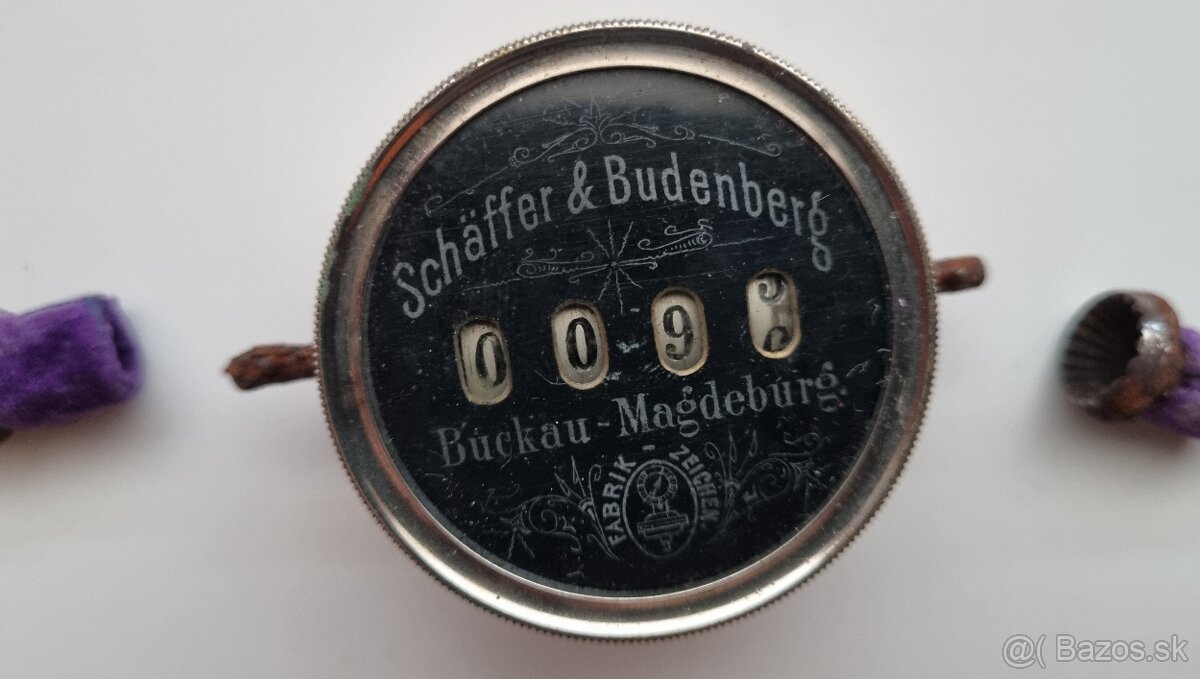 Schäffer & Budenberg
0 0 9
Buckau-Magdeburg.
FABRIK-ZEICHEN.
@( Bazos.sk